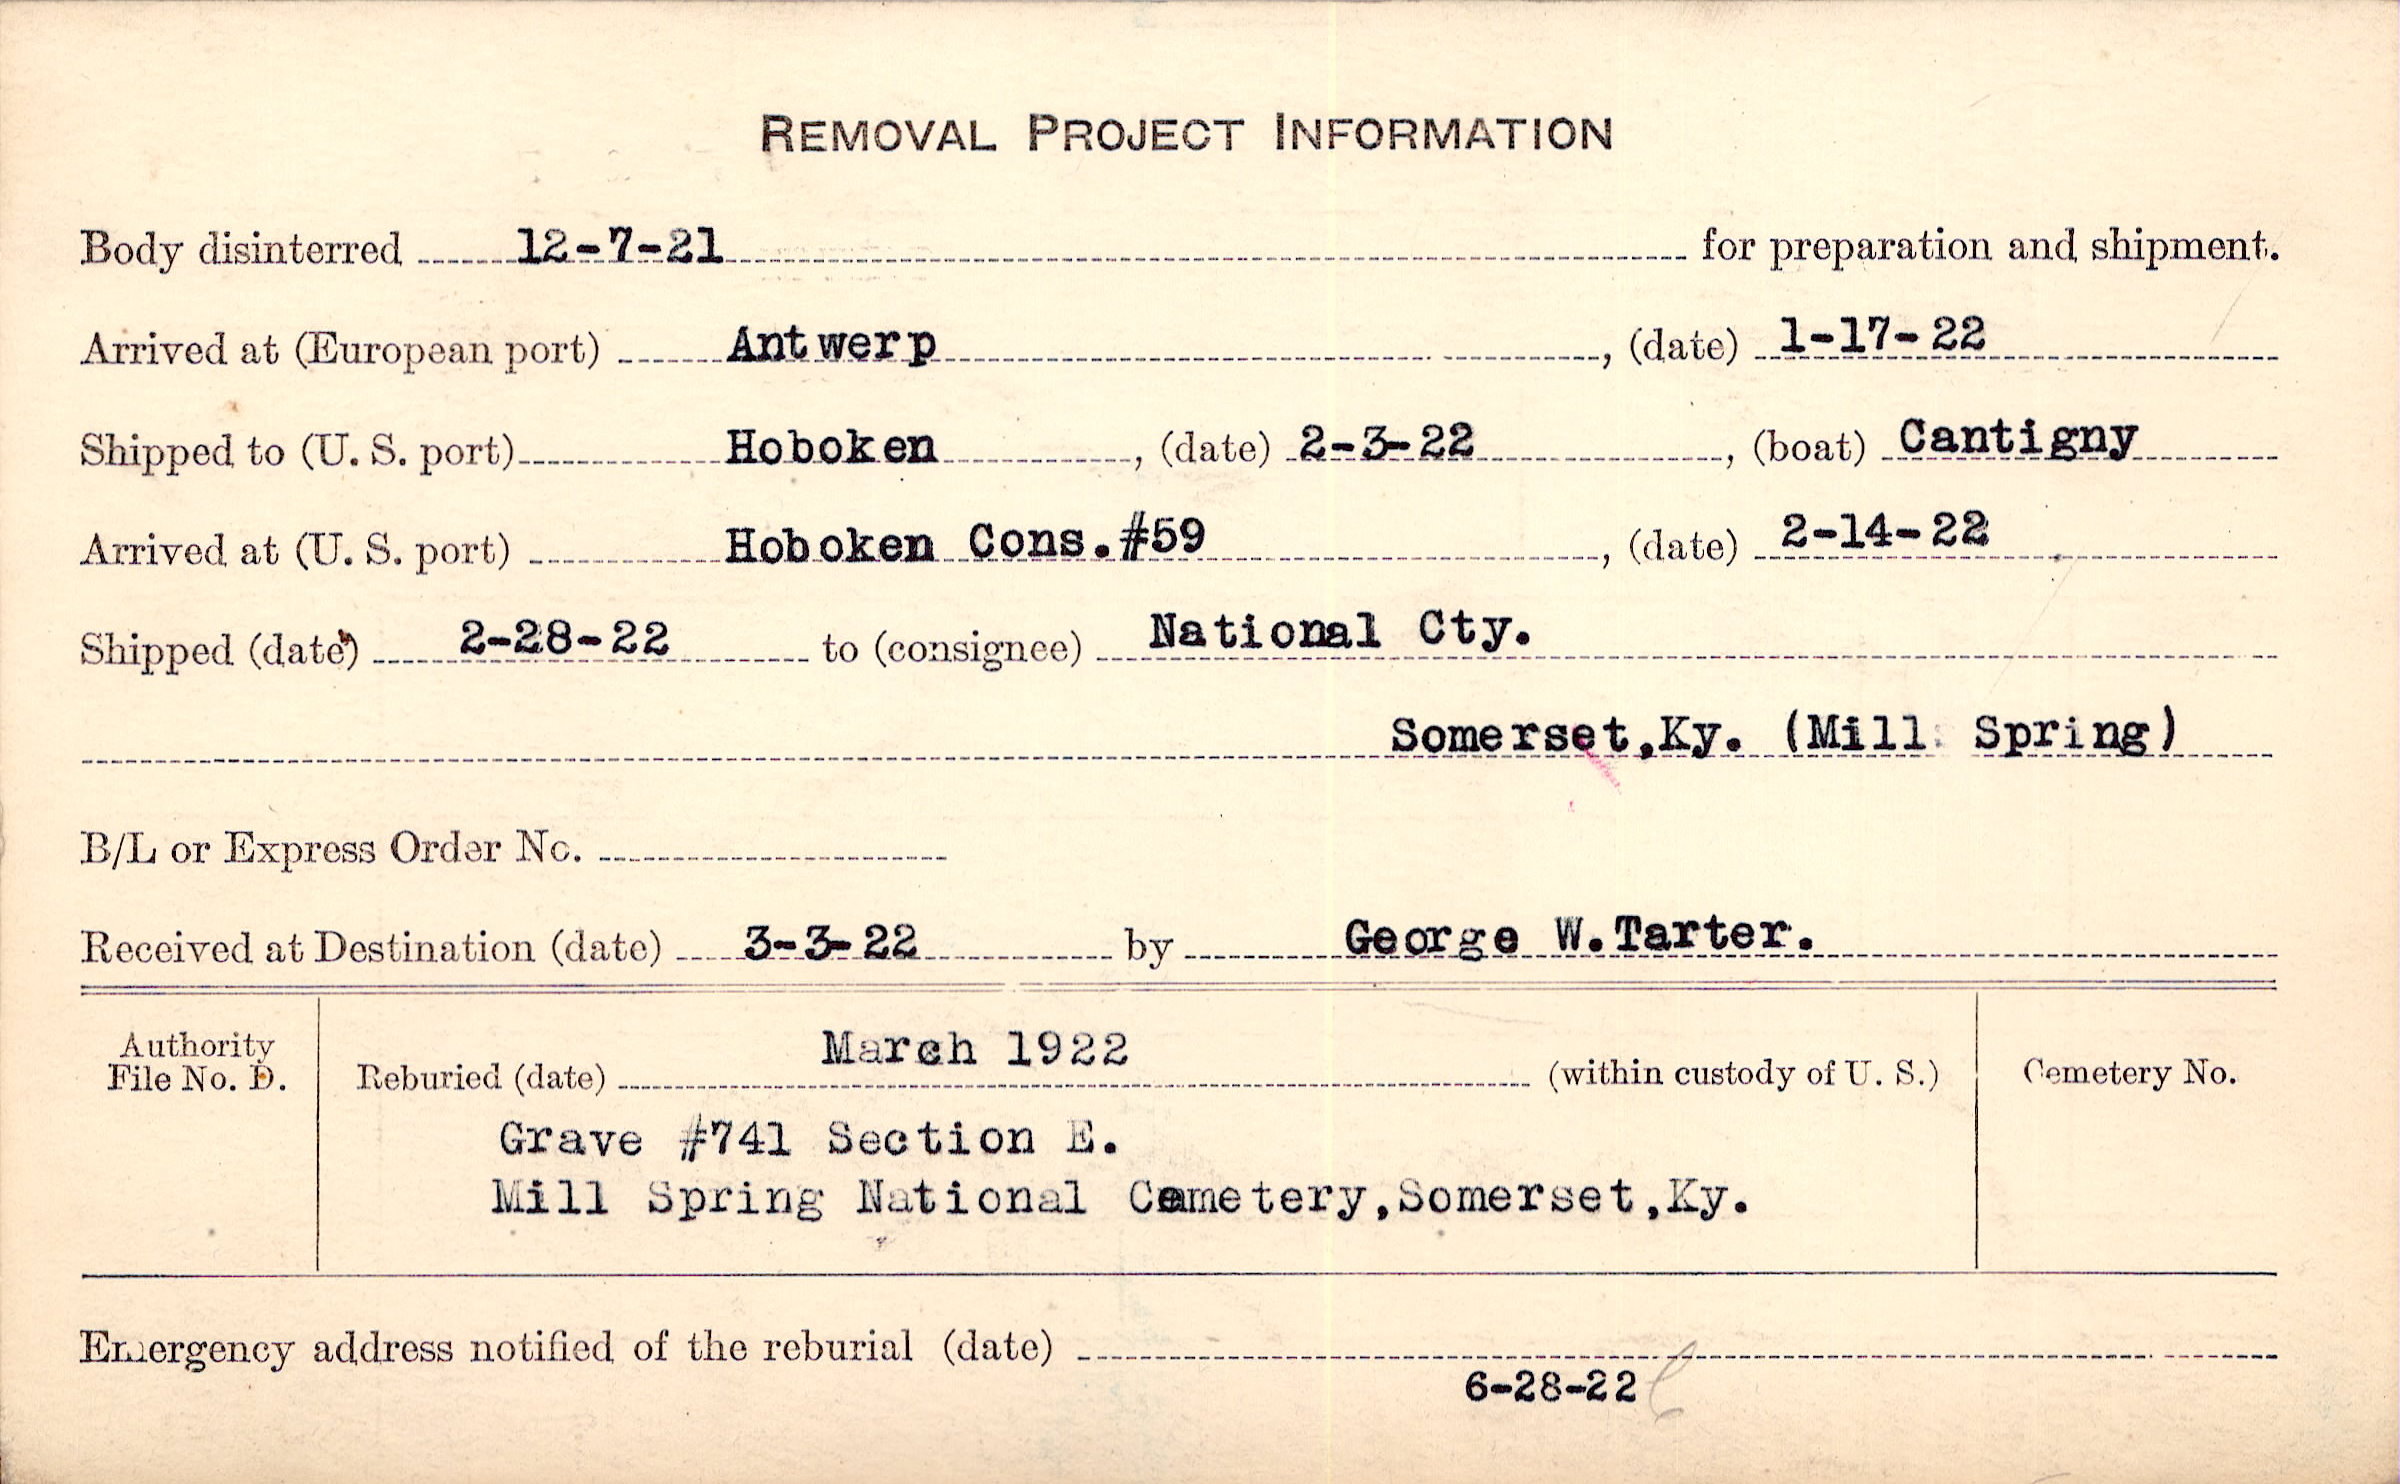 REMOVAL PROJECT INFORMATION
Body disinterred 12-7-21 for preparation and shipment.
Arrived at (European port) Antwerp, (date) 1-17-22
Shipped to (U. S. port) Hoboken, (date) 2-3-22, (boat) Cantigny
Arrived at (U. S. port) Hoboken Cons.#59, (date) 2-14-22
Shipped (date) 2-28-22 to (consignee) National Cty.
Somerset,Ky. (Mill Spring)
B/L or Express Order No.
Received at Destination (date) 3-3-22 by George W.Tarter.
Authority
File No. D.
Reburied (date) March 1922 (within custody of U. S.)
Cemetery No.
Grave #741 Section E.
Mill Spring National Cemetery,Somerset,Ky.
Emergency address notified of the reburial (date)
6-28-22